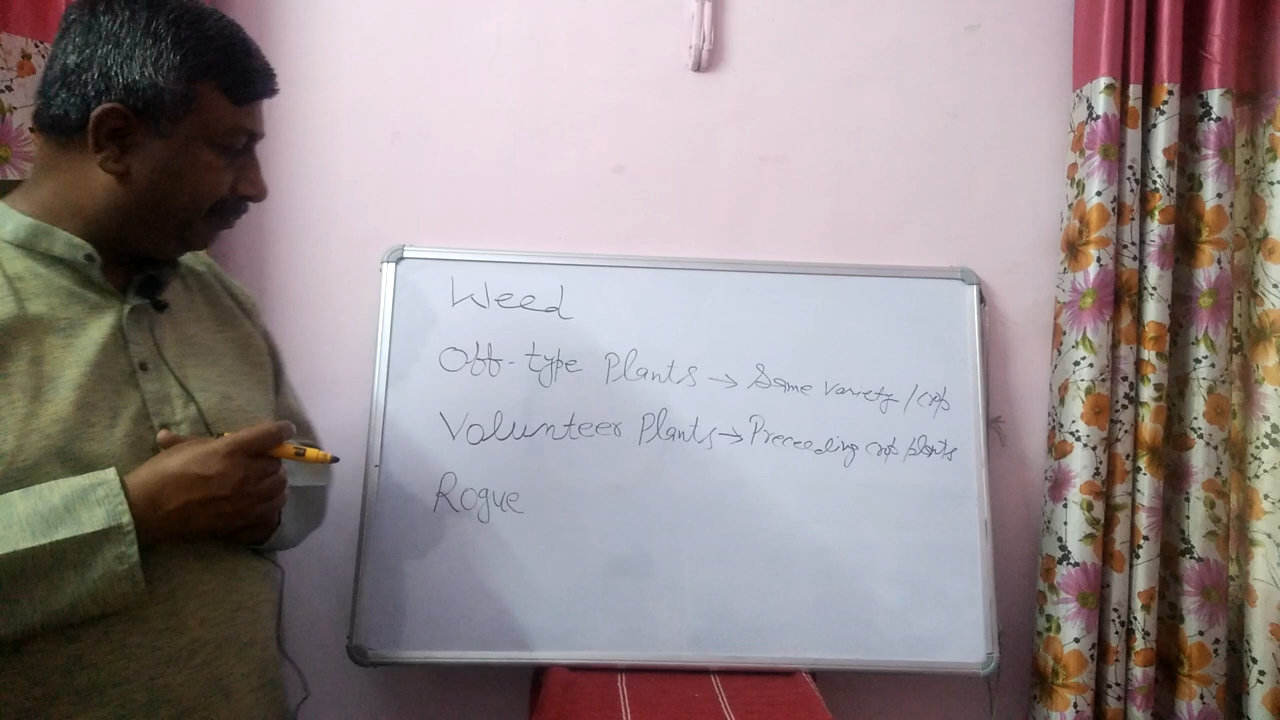 Weed
Off-type Plants → Same variety / crop
Volunteer Plants → Preceeding crop plants
Rogue